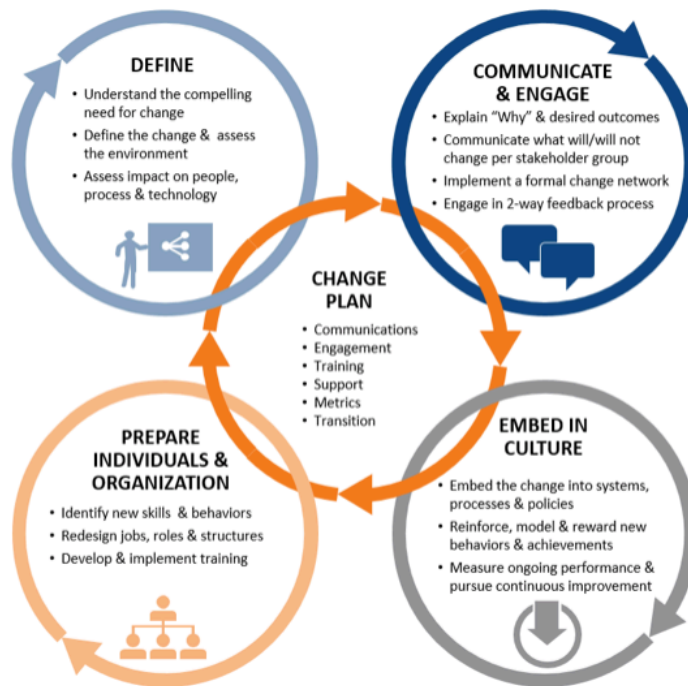 DEFINE
• Understand the compelling
need for change
• Define the change & assess
the environment
• Assess impact on people,
process & technology
COMMUNICATE
& ENGAGE
• Explain “Why” & desired outcomes
• Communicate what will/will not
change per stakeholder group
• Implement a formal change network
• Engage in 2-way feedback process
CHANGE
PLAN
• Communications
• Engagement
• Training
• Support
• Metrics
• Transition
PREPARE
INDIVIDUALS &
ORGANIZATION
• Identify new skills & behaviors
• Redesign jobs, roles & structures
• Develop & implement training
EMBED IN
CULTURE
• Embed the change into systems,
processes & policies
• Reinforce, model & reward new
behaviors & achievements
• Measure ongoing performance &
pursue continuous improvement